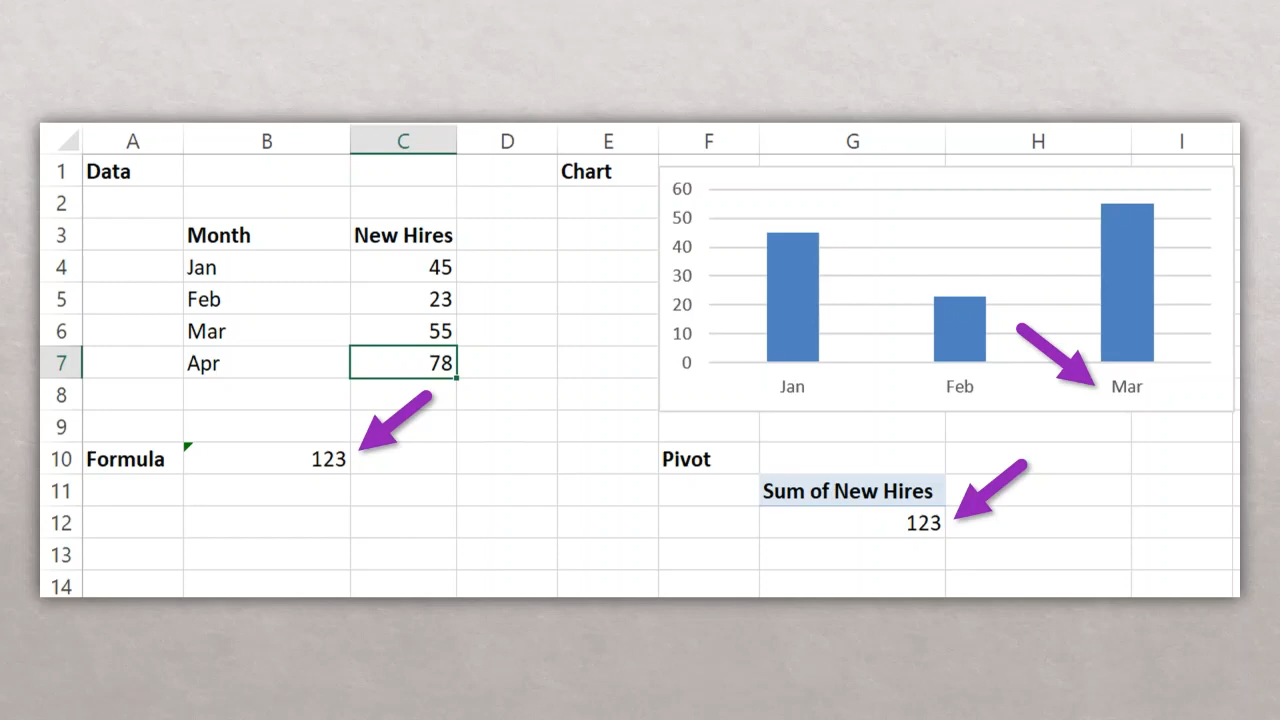 A B C D E F G H I
1 Data Chart
2
3 Month New Hires
4 Jan 45
5 Feb 23
6 Mar 55
7 Apr 78
8
9
10 Formula 123 Pivot
11 Sum of New Hires
12 123
13
14
60
50
40
30
20
10
0
Jan Feb Mar